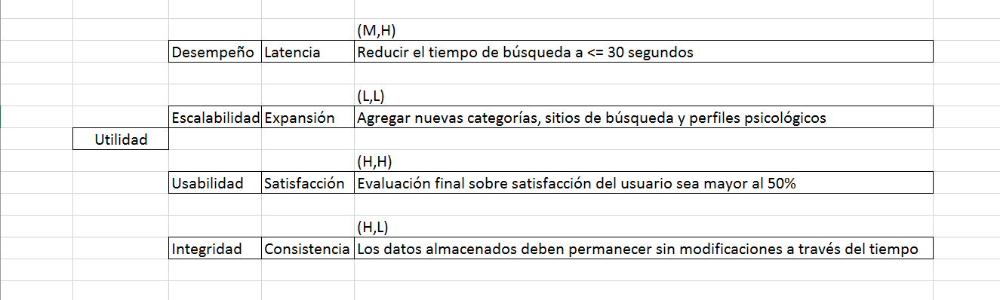 (M,H)
Desempeño Latencia Reducir el tiempo de búsqueda a <= 30 segundos
(L,L)
Escalabilidad Expansión Agregar nuevas categorías, sitios de búsqueda y perfiles psicológicos
Utilidad
(H,H)
Usabilidad Satisfacción Evaluación final sobre satisfacción del usuario sea mayor al 50%
(H,L)
Integridad Consistencia Los datos almacenados deben permanecer sin modificaciones a través del tiempo